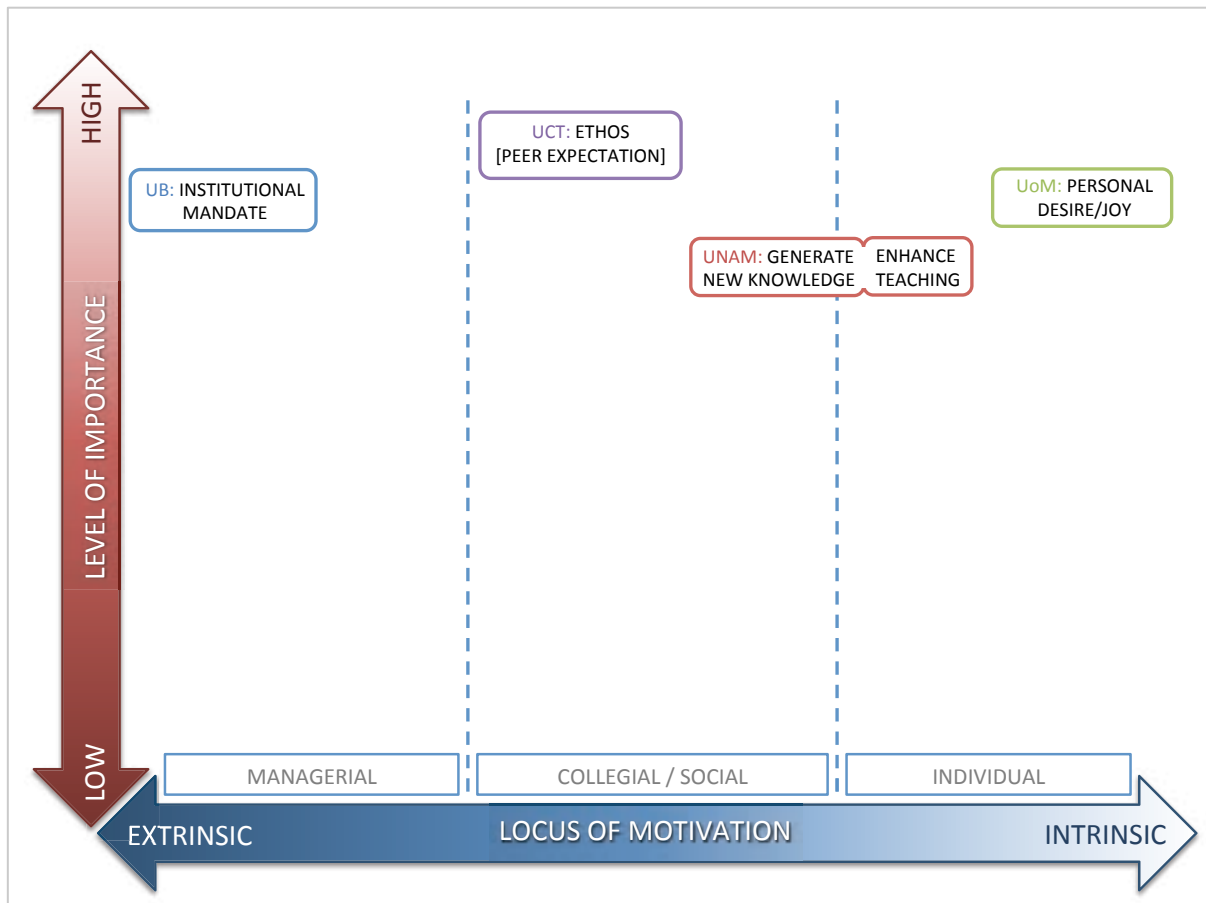 HIGH
UCT: ETHOS
[PEER EXPECTATION]
UB: INSTITUTIONAL
MANDATE
UoM: PERSONAL
DESIRE/JOY
UNAM: GENERATE
NEW KNOWLEDGE
ENHANCE
TEACHING
LEVEL OF IMPORTANCE
LOW
MANAGERIAL
COLLEGIAL / SOCIAL
INDIVIDUAL
EXTRINSIC
LOCUS OF MOTIVATION
INTRINSIC